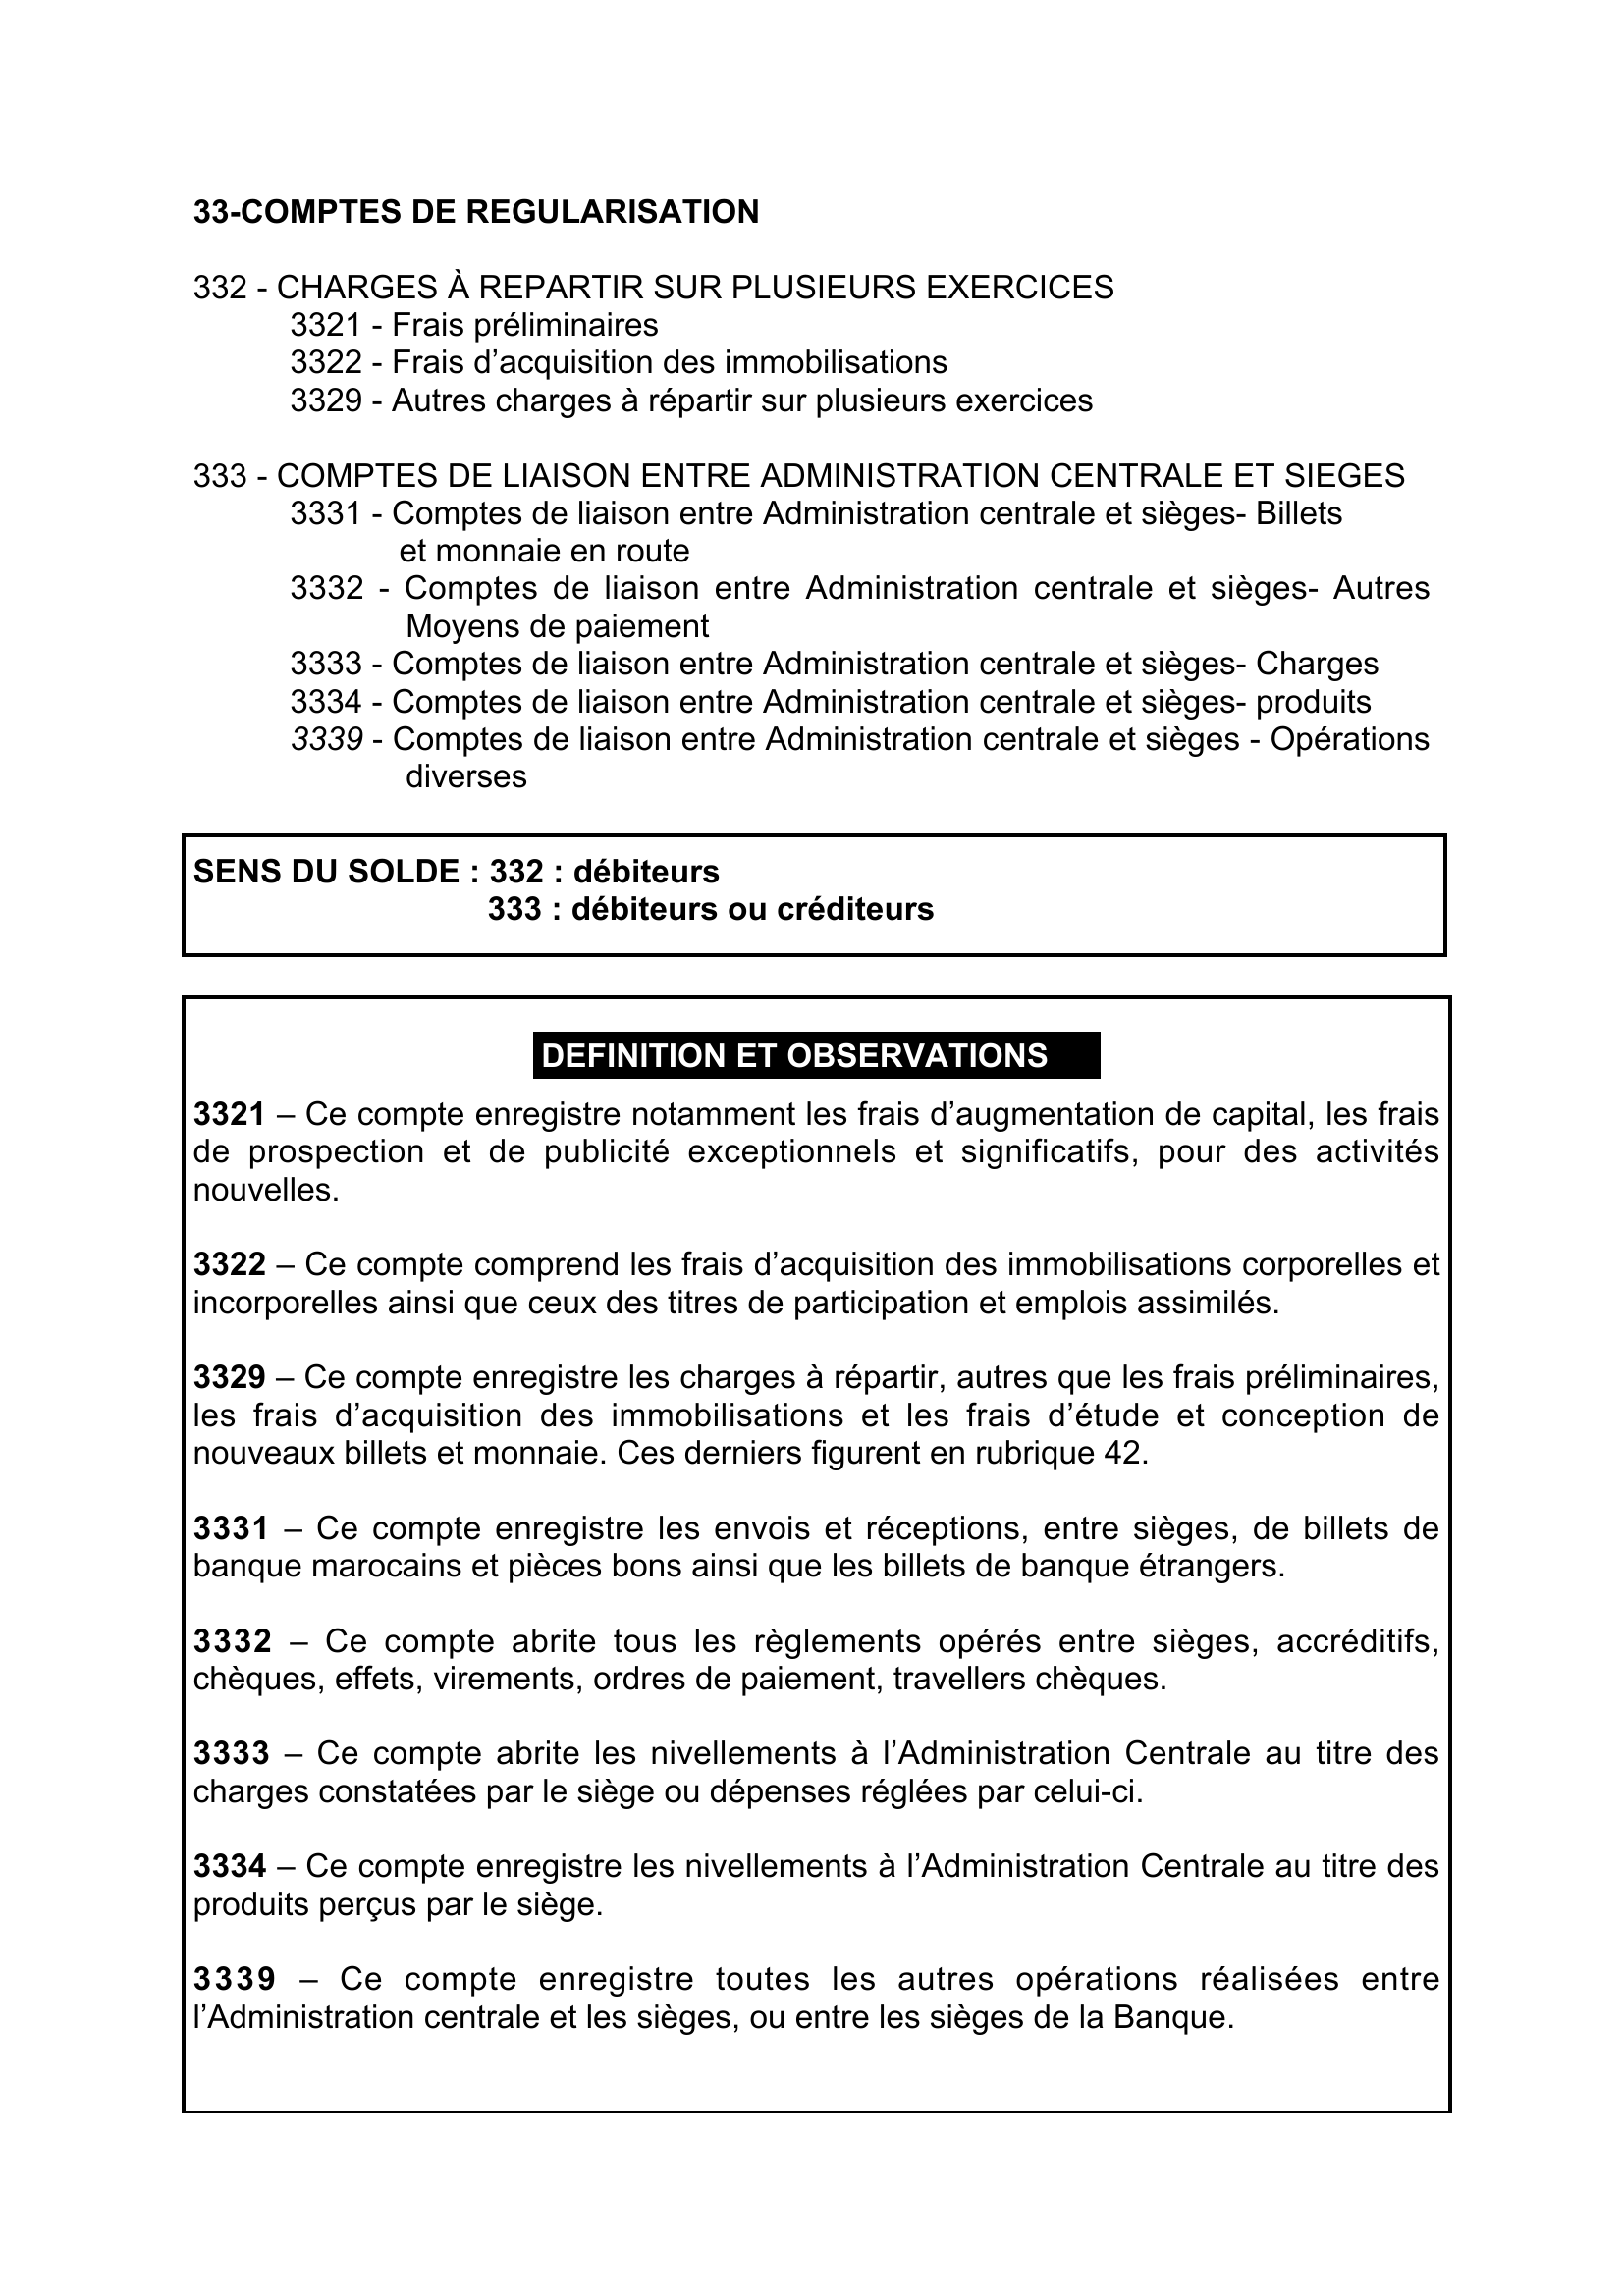 33-COMPTES DE REGULARISATION
332 - CHARGES À REPARTIR SUR PLUSIEURS EXERCICES
3321 - Frais préliminaires
3322 - Frais d’acquisition des immobilisations
3329 - Autres charges à répartir sur plusieurs exercices
333 - COMPTES DE LIAISON ENTRE ADMINISTRATION CENTRALE ET SIEGES
3331 - Comptes de liaison entre Administration centrale et sièges- Billets
et monnaie en route
3332 - Comptes de liaison entre Administration centrale et sièges- Autres
Moyens de paiement
3333 - Comptes de liaison entre Administration centrale et sièges- Charges
3334 - Comptes de liaison entre Administration centrale et sièges- produits
3339 - Comptes de liaison entre Administration centrale et sièges - Opérations
diverses
SENS DU SOLDE : 332 : débiteurs
333 : débiteurs ou créditeurs
DEFINITION ET OBSERVATIONS
3321 – Ce compte enregistre notamment les frais d’augmentation de capital, les frais
de prospection et de publicité exceptionnels et significatifs, pour des activités
nouvelles.
3322 – Ce compte comprend les frais d’acquisition des immobilisations corporelles et
incorporelles ainsi que ceux des titres de participation et emplois assimilés.
3329 – Ce compte enregistre les charges à répartir, autres que les frais préliminaires,
les frais d’acquisition des immobilisations et les frais d’étude et conception de
nouveaux billets et monnaie. Ces derniers figurent en rubrique 42.
3331 – Ce compte enregistre les envois et réceptions, entre sièges, de billets de
banque marocains et pièces bons ainsi que les billets de banque étrangers.
3332 – Ce compte abrite tous les règlements opérés entre sièges, accréditifs,
chèques, effets, virements, ordres de paiement, travellers chèques.
3333 – Ce compte abrite les nivellements à l’Administration Centrale au titre des
charges constatées par le siège ou dépenses réglées par celui-ci.
3334 – Ce compte enregistre les nivellements à l’Administration Centrale au titre des
produits perçus par le siège.
3339 – Ce compte enregistre toutes les autres opérations réalisées entre
l’Administration centrale et les sièges, ou entre les sièges de la Banque.